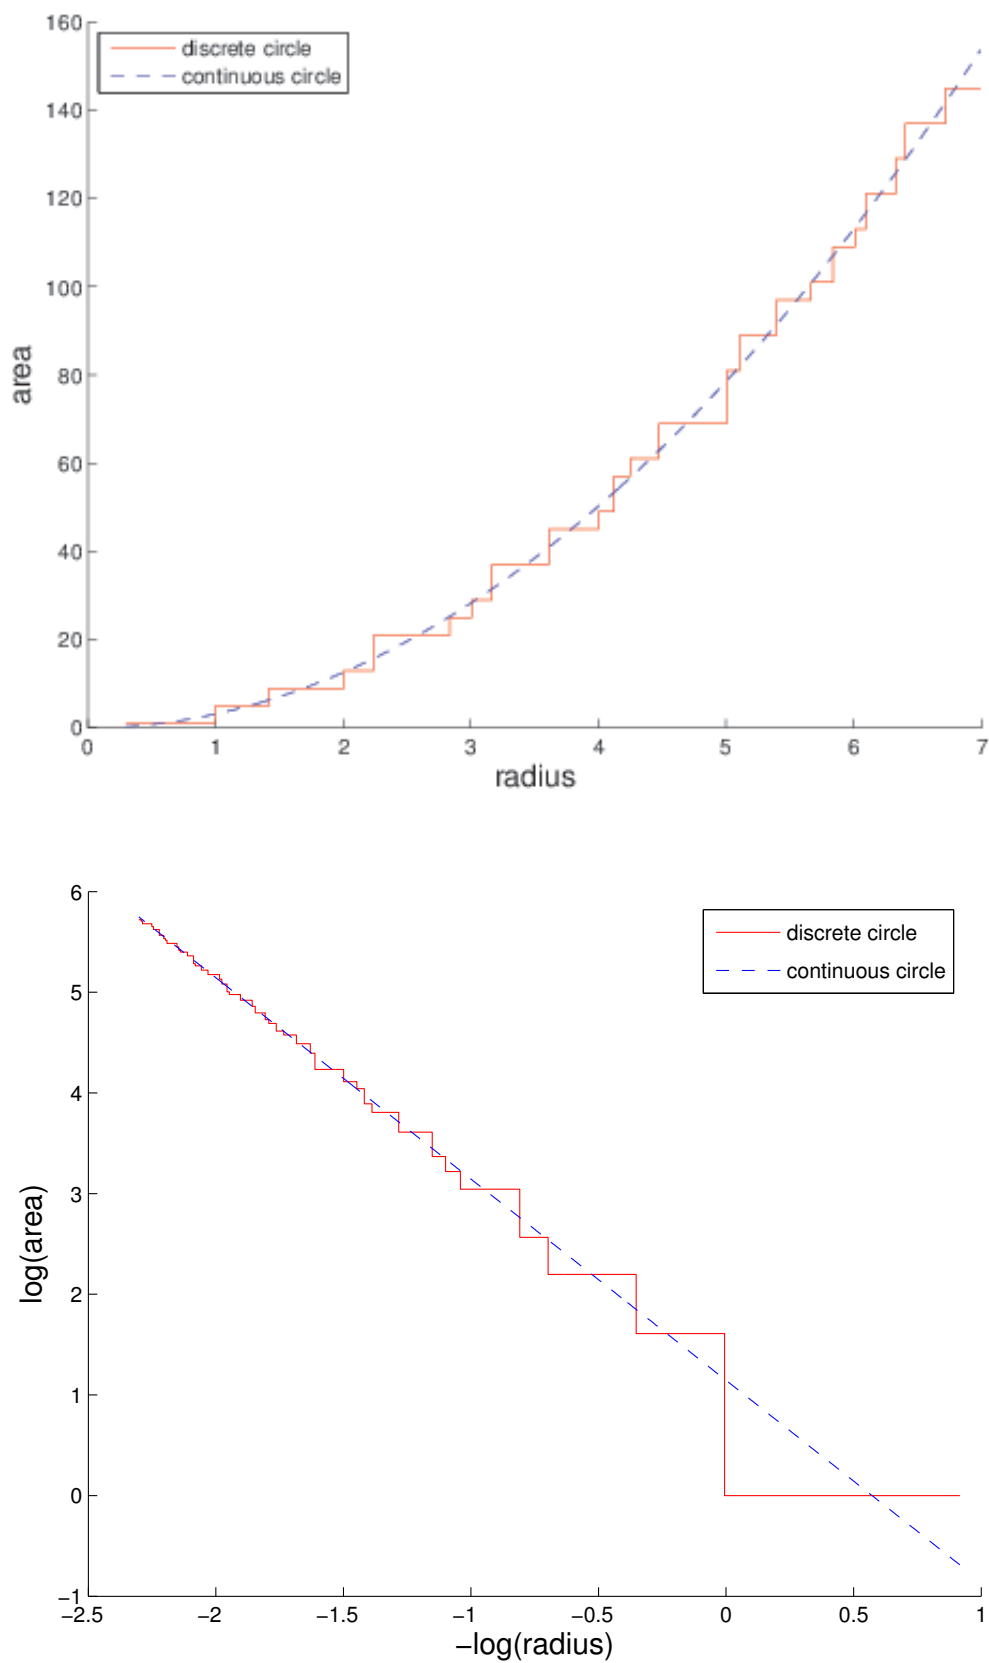 160
140
120
100
80
60
40
20
0
area
discrete circle
continuous circle
0 1 2 3 4 5 6 7
radius
6
5
4
3
2
1
0
−1
log(area)
discrete circle
continuous circle
−2.5 −2 −1.5 −1 −0.5 0 0.5 1
−log(radius)